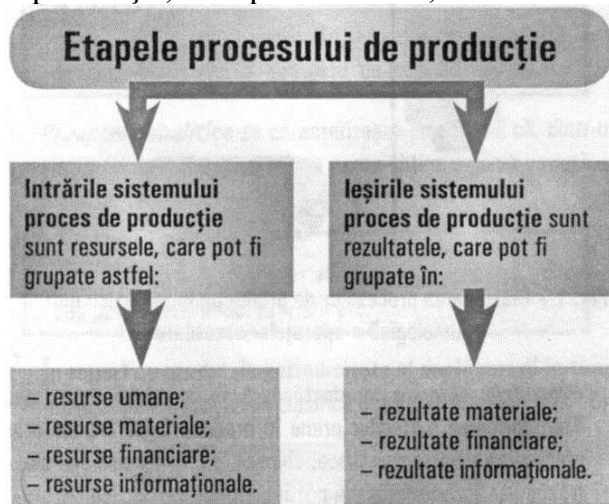 Etapele procesului de producție
Intrările sistemului
proces de producție
sunt resursele, care pot fi
grupate astfel:
Ieșirile sistemului
proces de producție sunt
rezultatele, care pot fi
grupate în:
– resurse umane;
– resurse materiale;
– resurse financiare;
– resurse informaționale.
– rezultate materiale;
– rezultate financiare;
– rezultate informaționale.